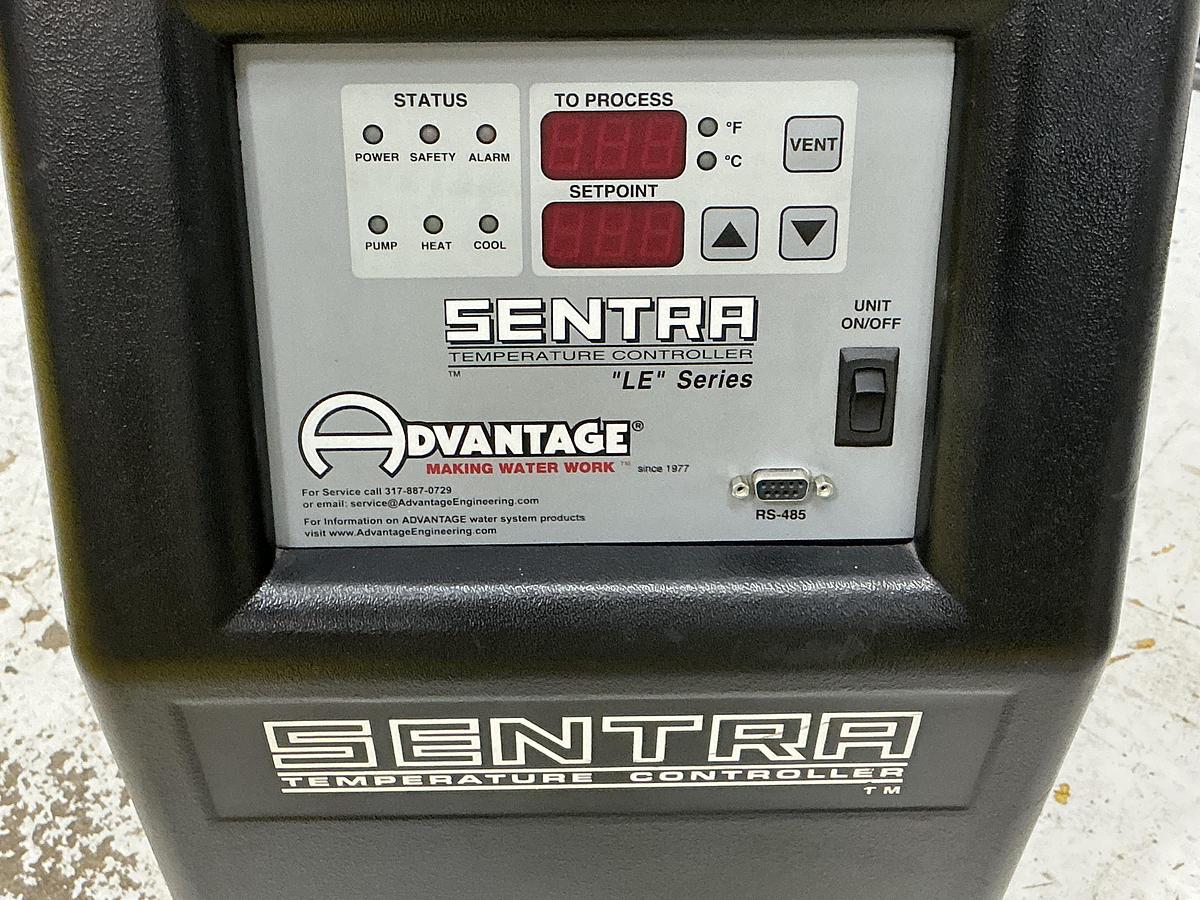 STATUS
POWER SAFETY ALARM
PUMP HEAT COOL
TO PROCESS
°F
°C
VENT
SETPOINT
SENTRA
TEMPERATURE CONTROLLER
™
"LE" Series
UNIT
ON/OFF
ADVANTAGE®
MAKING WATER WORK™ since 1977
For Service call 317-887-0729
or email: service@AdvantageEngineering.com
For Information on ADVANTAGE water system products
visit www.AdvantageEngineering.com
RS-485
SENTRA
TEMPERATURE CONTROLLER
TM